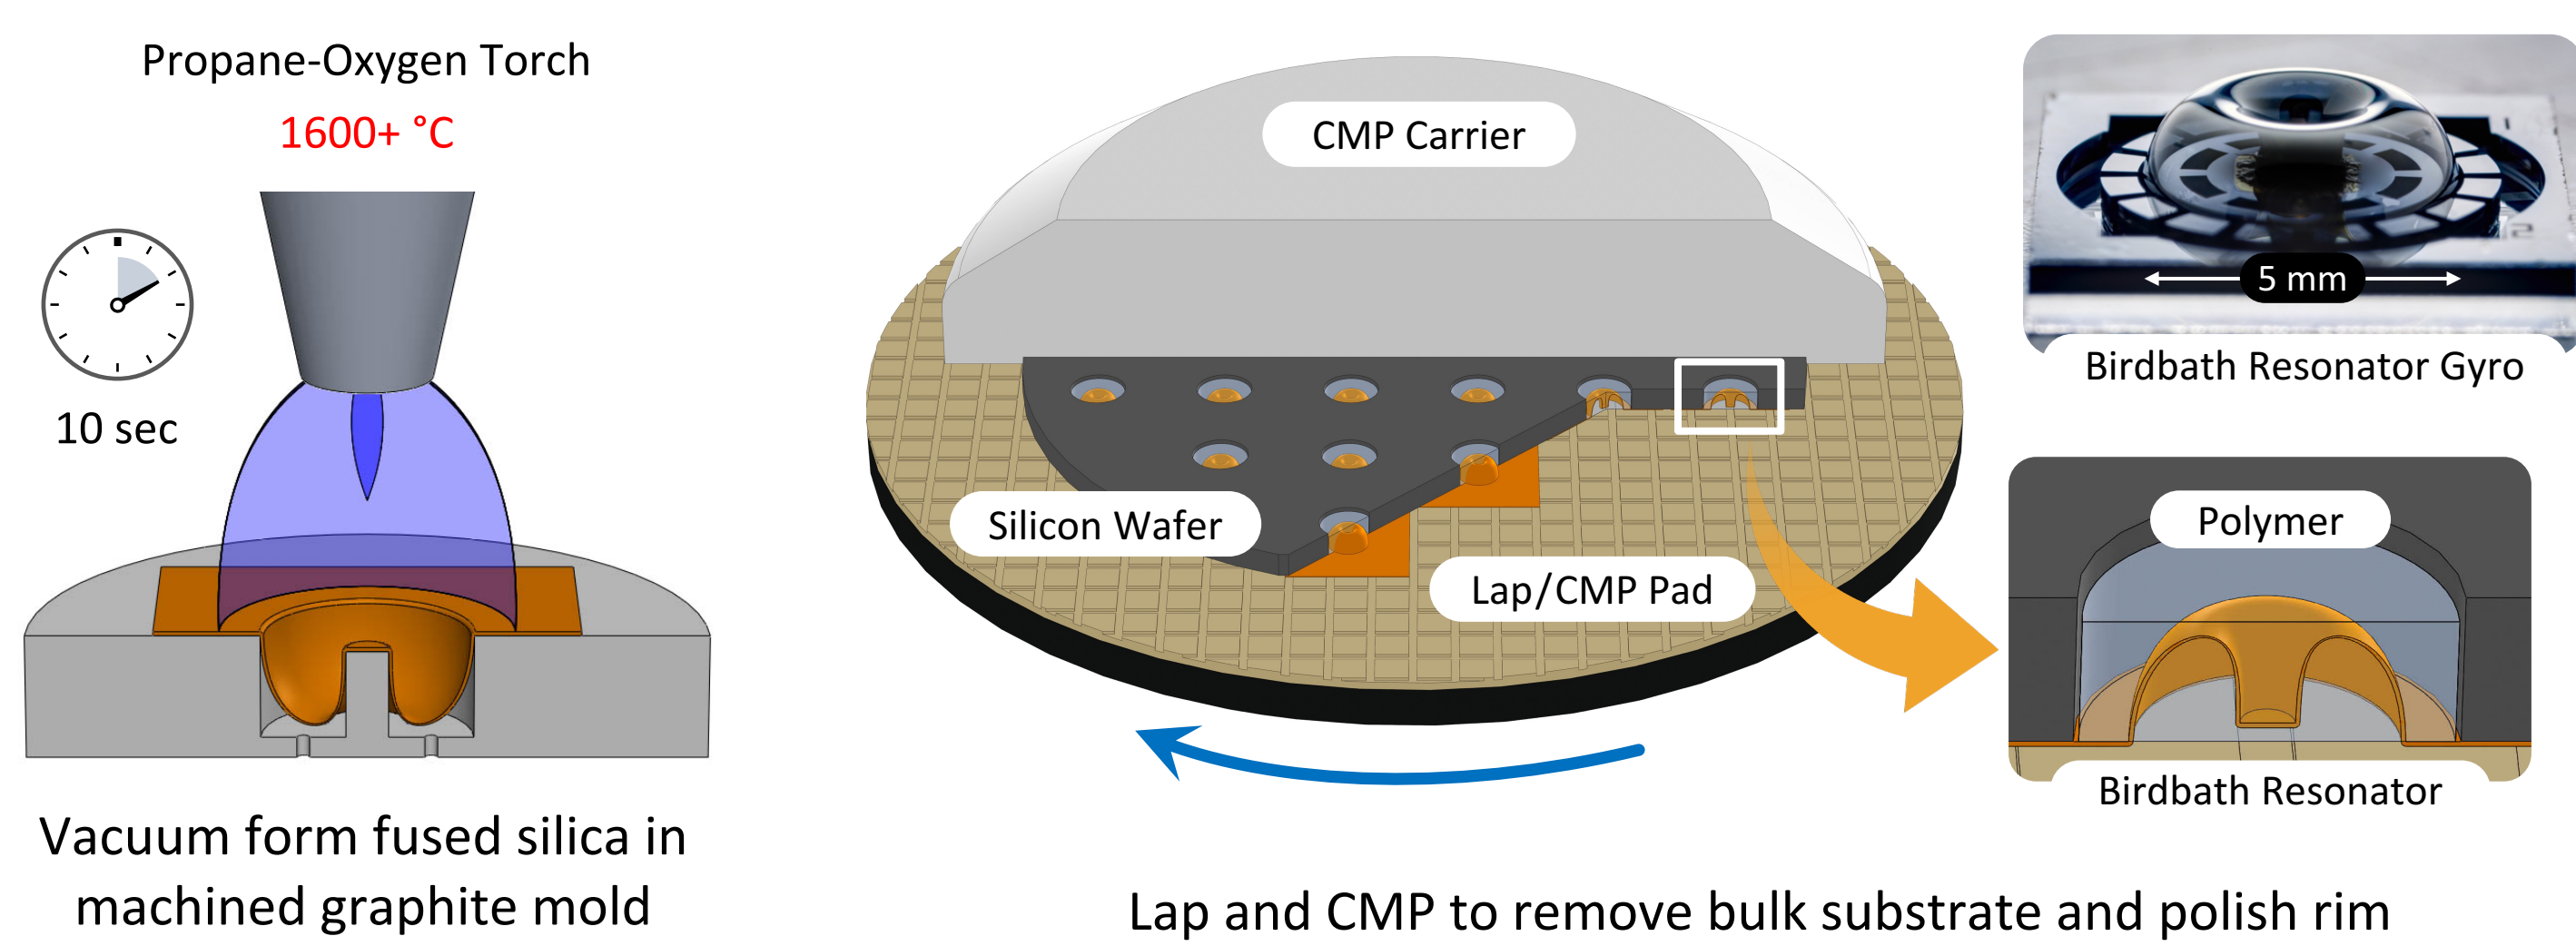 Propane-Oxygen Torch
1600+ °C
10 sec
Vacuum form fused silica in
machined graphite mold
CMP Carrier
Silicon Wafer
Lap/CMP Pad
Lap and CMP to remove bulk substrate and polish rim
5 mm
Birdbath Resonator Gyro
Polymer
Birdbath Resonator